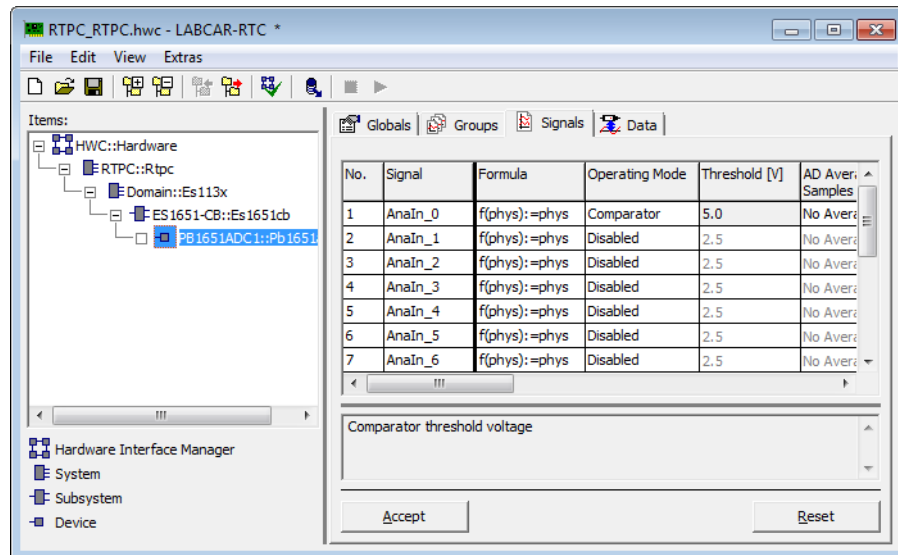 RTPC_RTPC.hwc - LABCAR-RTC *
File Edit View Extras
Items:
HWC::Hardware
RTPC::Rtpc
Domain::Es113x
ES1651-CB::Es1651cb
PB1651ADC1::Pb1651
Hardware Interface Manager
System
Subsystem
Device
Globals Groups Signals Data
No. Signal Formula Operating Mode Threshold [V] AD Avera
Samples
1 AnaIn_0 f(phys):=phys Comparator 5.0 No Avera
2 AnaIn_1 f(phys):=phys Disabled 2.5 No Avera
3 AnaIn_2 f(phys):=phys Disabled 2.5 No Avera
4 AnaIn_3 f(phys):=phys Disabled 2.5 No Avera
5 AnaIn_4 f(phys):=phys Disabled 2.5 No Avera
6 AnaIn_5 f(phys):=phys Disabled 2.5 No Avera
7 AnaIn_6 f(phys):=phys Disabled 2.5 No Avera
Comparator threshold voltage
Accept Reset